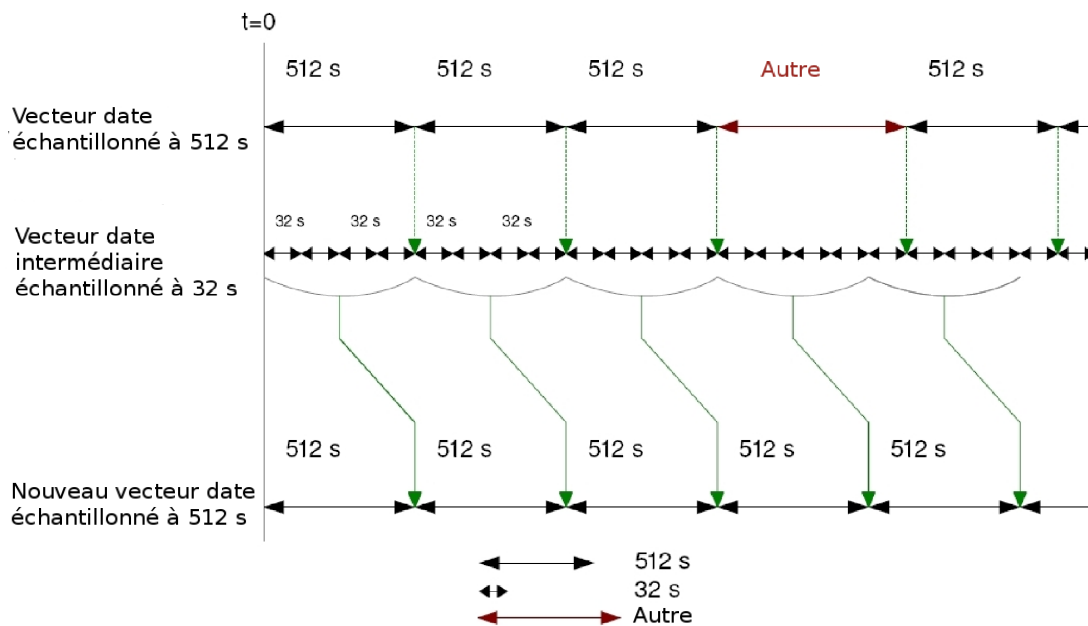 t=0
512 s 512 s 512 s Autre 512 s
Vecteur date
échantillonné à 512 s
32 s 32 s 32 s 32 s
Vecteur date
intermédiaire
échantillonné à 32 s
512 s 512 s 512 s 512 s 512 s
Nouveau vecteur date
échantillonné à 512 s
512 s
32 s
Autre